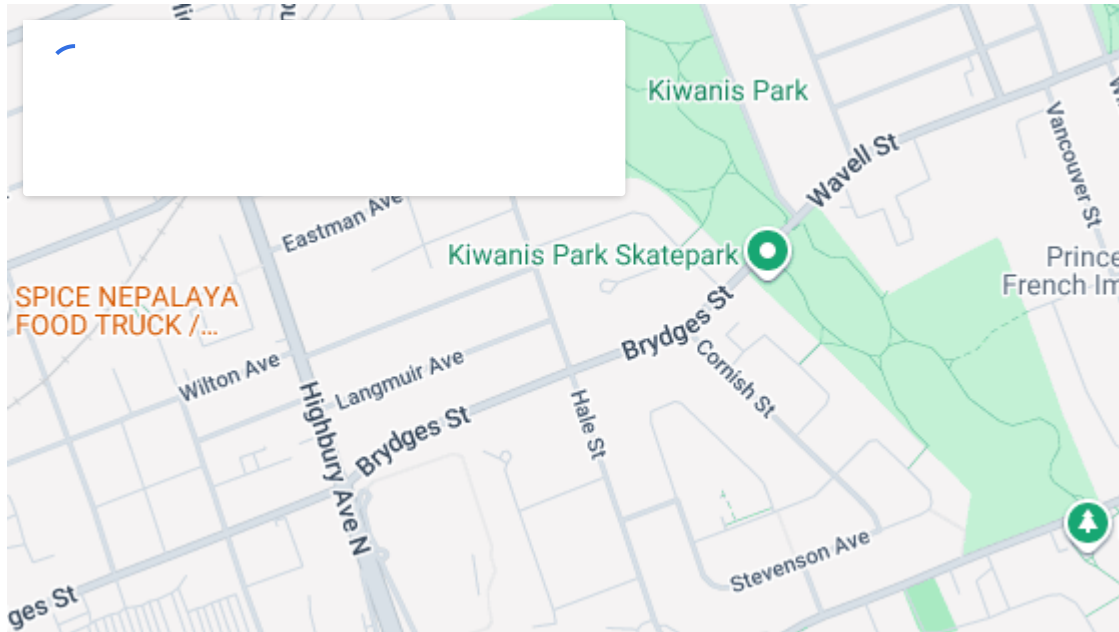 Kiwanis Park
Wavell St
Vancouver St
Eastman Ave
Kiwanis Park Skatepark
Prince
French Im
SPICE NEPALAYA
FOOD TRUCK /...
Brydges St
Wilton Ave
Langmuir Ave
Cornish St
Highbury Ave N
Hale St
Brydges St
Stevenson Ave
ges St